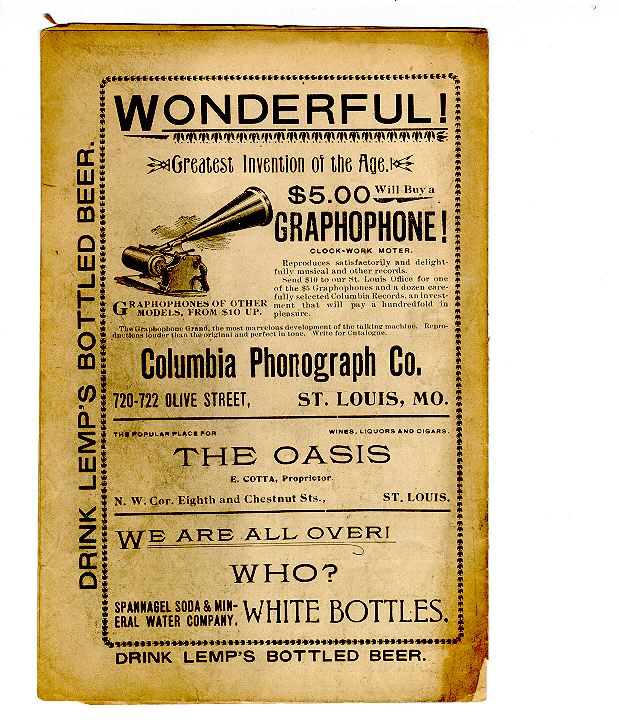 WONDERFUL!
Greatest Invention of the Age.
$5.00 Will Buy a
GRAPHOPHONE!
CLOCK-WORK MOTER.
Reproduces satisfactorily and delight-
fully musical and other records.
Send $10 to our St. Louis Office for one
of the $5 Graphophones and a dozen care-
fully selected Columbia Records, an invest-
ment that will pay a hundredfold in
pleasure.
GRAPHOPHONES OF OTHER
MODELS, FROM $10 UP.
The Graphophone Grand, the most marvelous development of the talking machine. Repro-
ductions louder than the original and perfect in tone. Write for Catalogue.
Columbia Phonograph Co.
720-722 OLIVE STREET, ST. LOUIS, MO.
THE POPULAR PLACE FOR WINES, LIQUORS AND CIGARS.
THE OASIS
E. COTTA, Proprietor.
N. W. Cor. Eighth and Chestnut Sts., ST. LOUIS.
WE ARE ALL OVER!
WHO?
SPANNAGEL SODA & MIN-
ERAL WATER COMPANY.
WHITE BOTTLES.
DRINK LEMP'S BOTTLED BEER.
DRINK LEMP'S BOTTLED BEER.